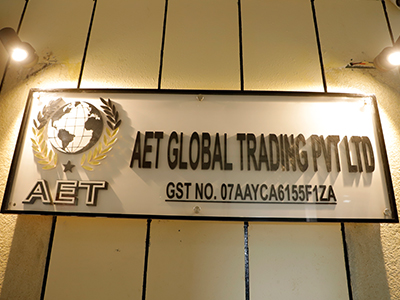 AET GLOBAL TRADING PVT LTD
GST NO. 07AAYCA6155F1ZA
AET